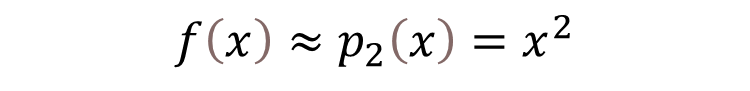 f(x) ≈ p₂(x) = x²